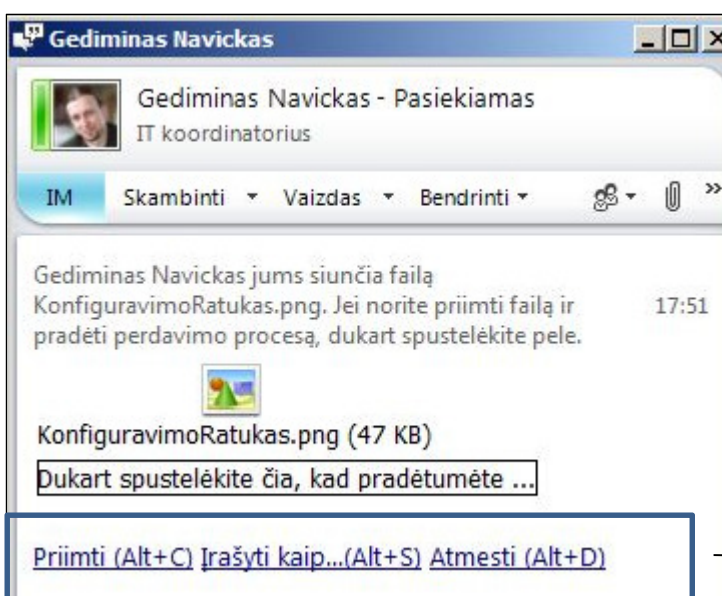 Gediminas Navickas
Gediminas Navickas - Pasiekiamas
IT koordinatorius
IM Skambinti Vaizdas Bendrinti »
Gediminas Navickas jums siunčia failą
KonfiguravimoRatukas.png. Jei norite priimti failą ir 17:51
pradėti perdavimo procesą, dukart spustelėkite pele.
KonfiguravimoRatukas.png (47 KB)
Dukart spustelėkite čia, kad pradėtumėte ...
Priimti (Alt+C) Įrašyti kaip...(Alt+S) Atmesti (Alt+D)